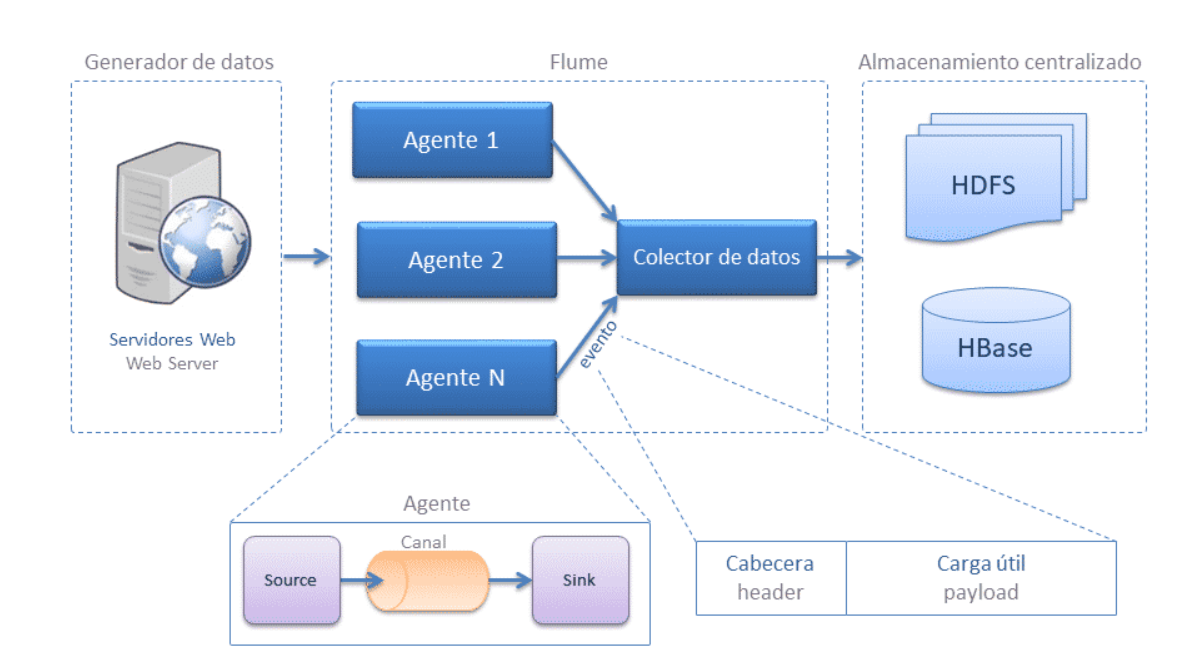 Generador de datos
Flume
Almacenamiento centralizado
Agente 1
Agente 2
Agente N
Colector de datos
evento
HDFS
HBase
Servidores Web
Web Server
Agente
Canal
Source
Sink
Cabecera
header
Carga útil
payload